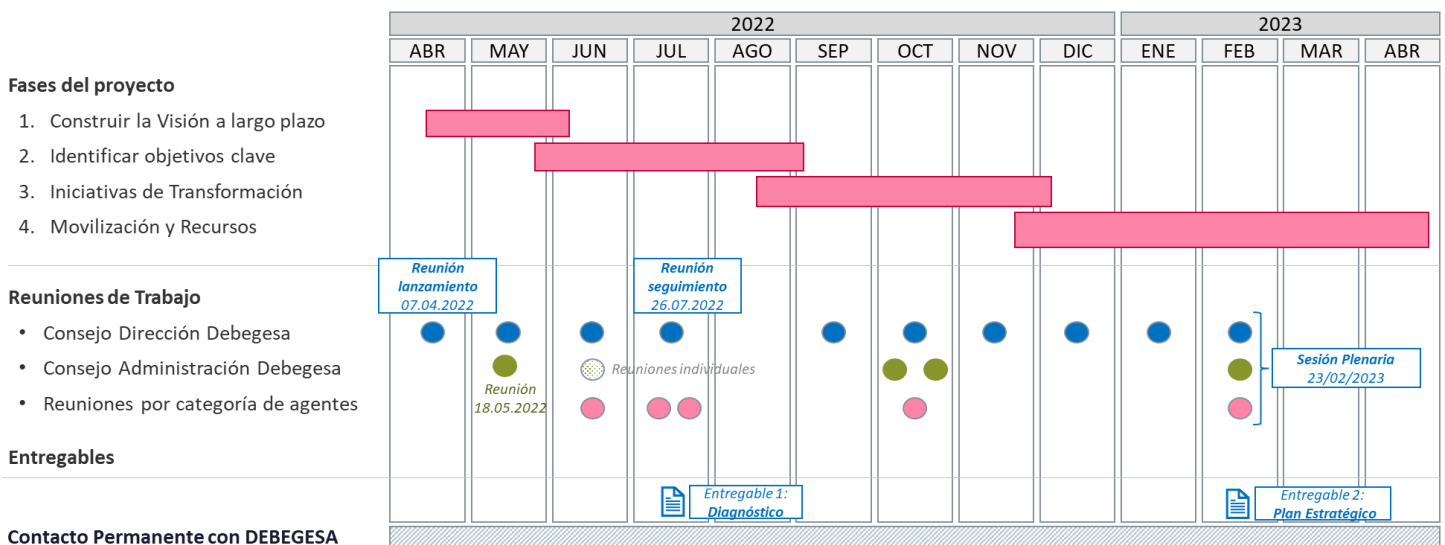 2022
2023
ABR MAY JUN JUL AGO SEP OCT NOV DIC ENE FEB MAR ABR
Fases del proyecto
1. Construir la Visión a largo plazo
2. Identificar objetivos clave
3. Iniciativas de Transformación
4. Movilización y Recursos
Reunión
lanzamiento
07.04.2022
Reunión
seguimiento
26.07.2022
Reuniones de Trabajo
• Consejo Dirección Debegesa
• Consejo Administración Debegesa
Reuniones individuales
Reunión
18.05.2022
Sesión Plenaria
23/02/2023
• Reuniones por categoría de agentes
Entregables
Entregable 1:
Diagnóstico
Entregable 2:
Plan Estratégico
Contacto Permanente con DEBEGESA